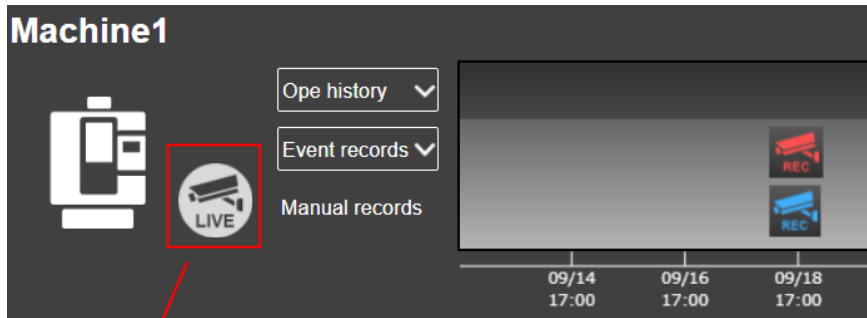 Machine1
Ope history
Event records
LIVE
Manual records
REC
REC
09/14 09/16 09/18
17:00 17:00 17:00